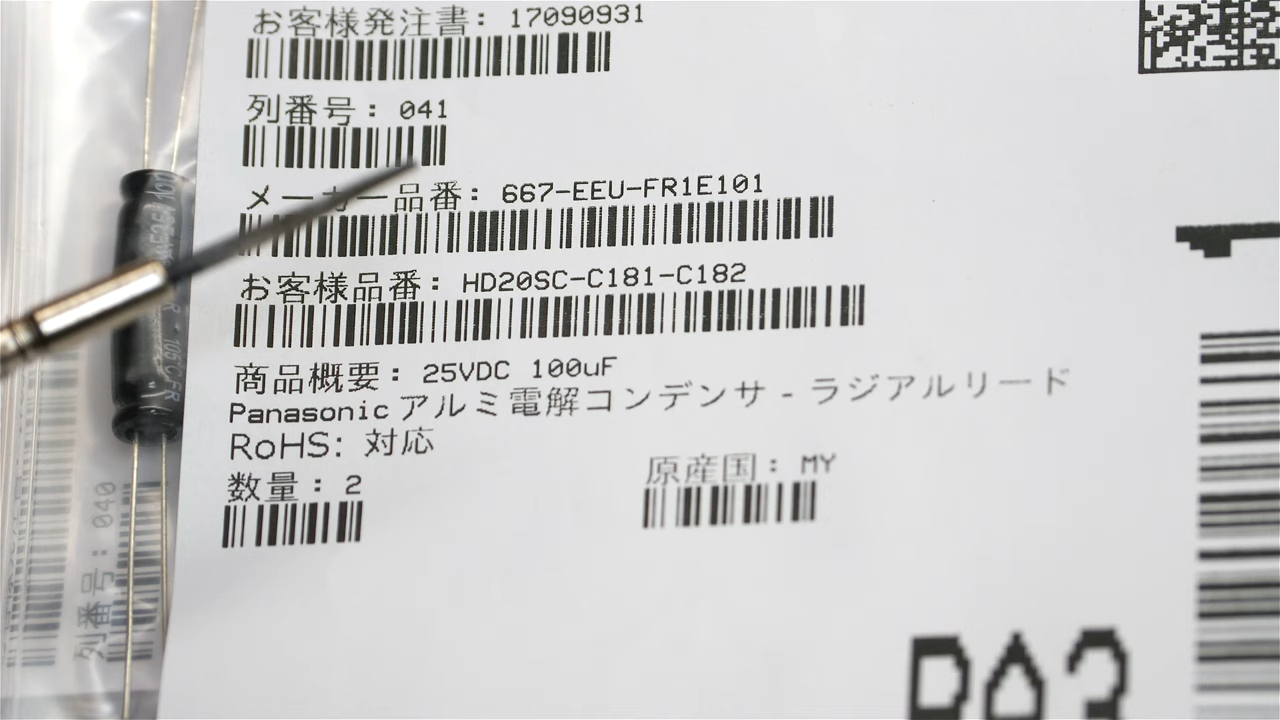 お客様発注書: 17090931
列番号: 041
メーカー品番: 667-EEU-FR1E101
お客様品番: HD20SC-C181-C182
商品概要: 25VDC 100uF
Panasonic アルミ電解コンデンサ - ラジアルリード
RoHS: 対応
数量: 2
原産国: MY
列番号: 040
105°C FR